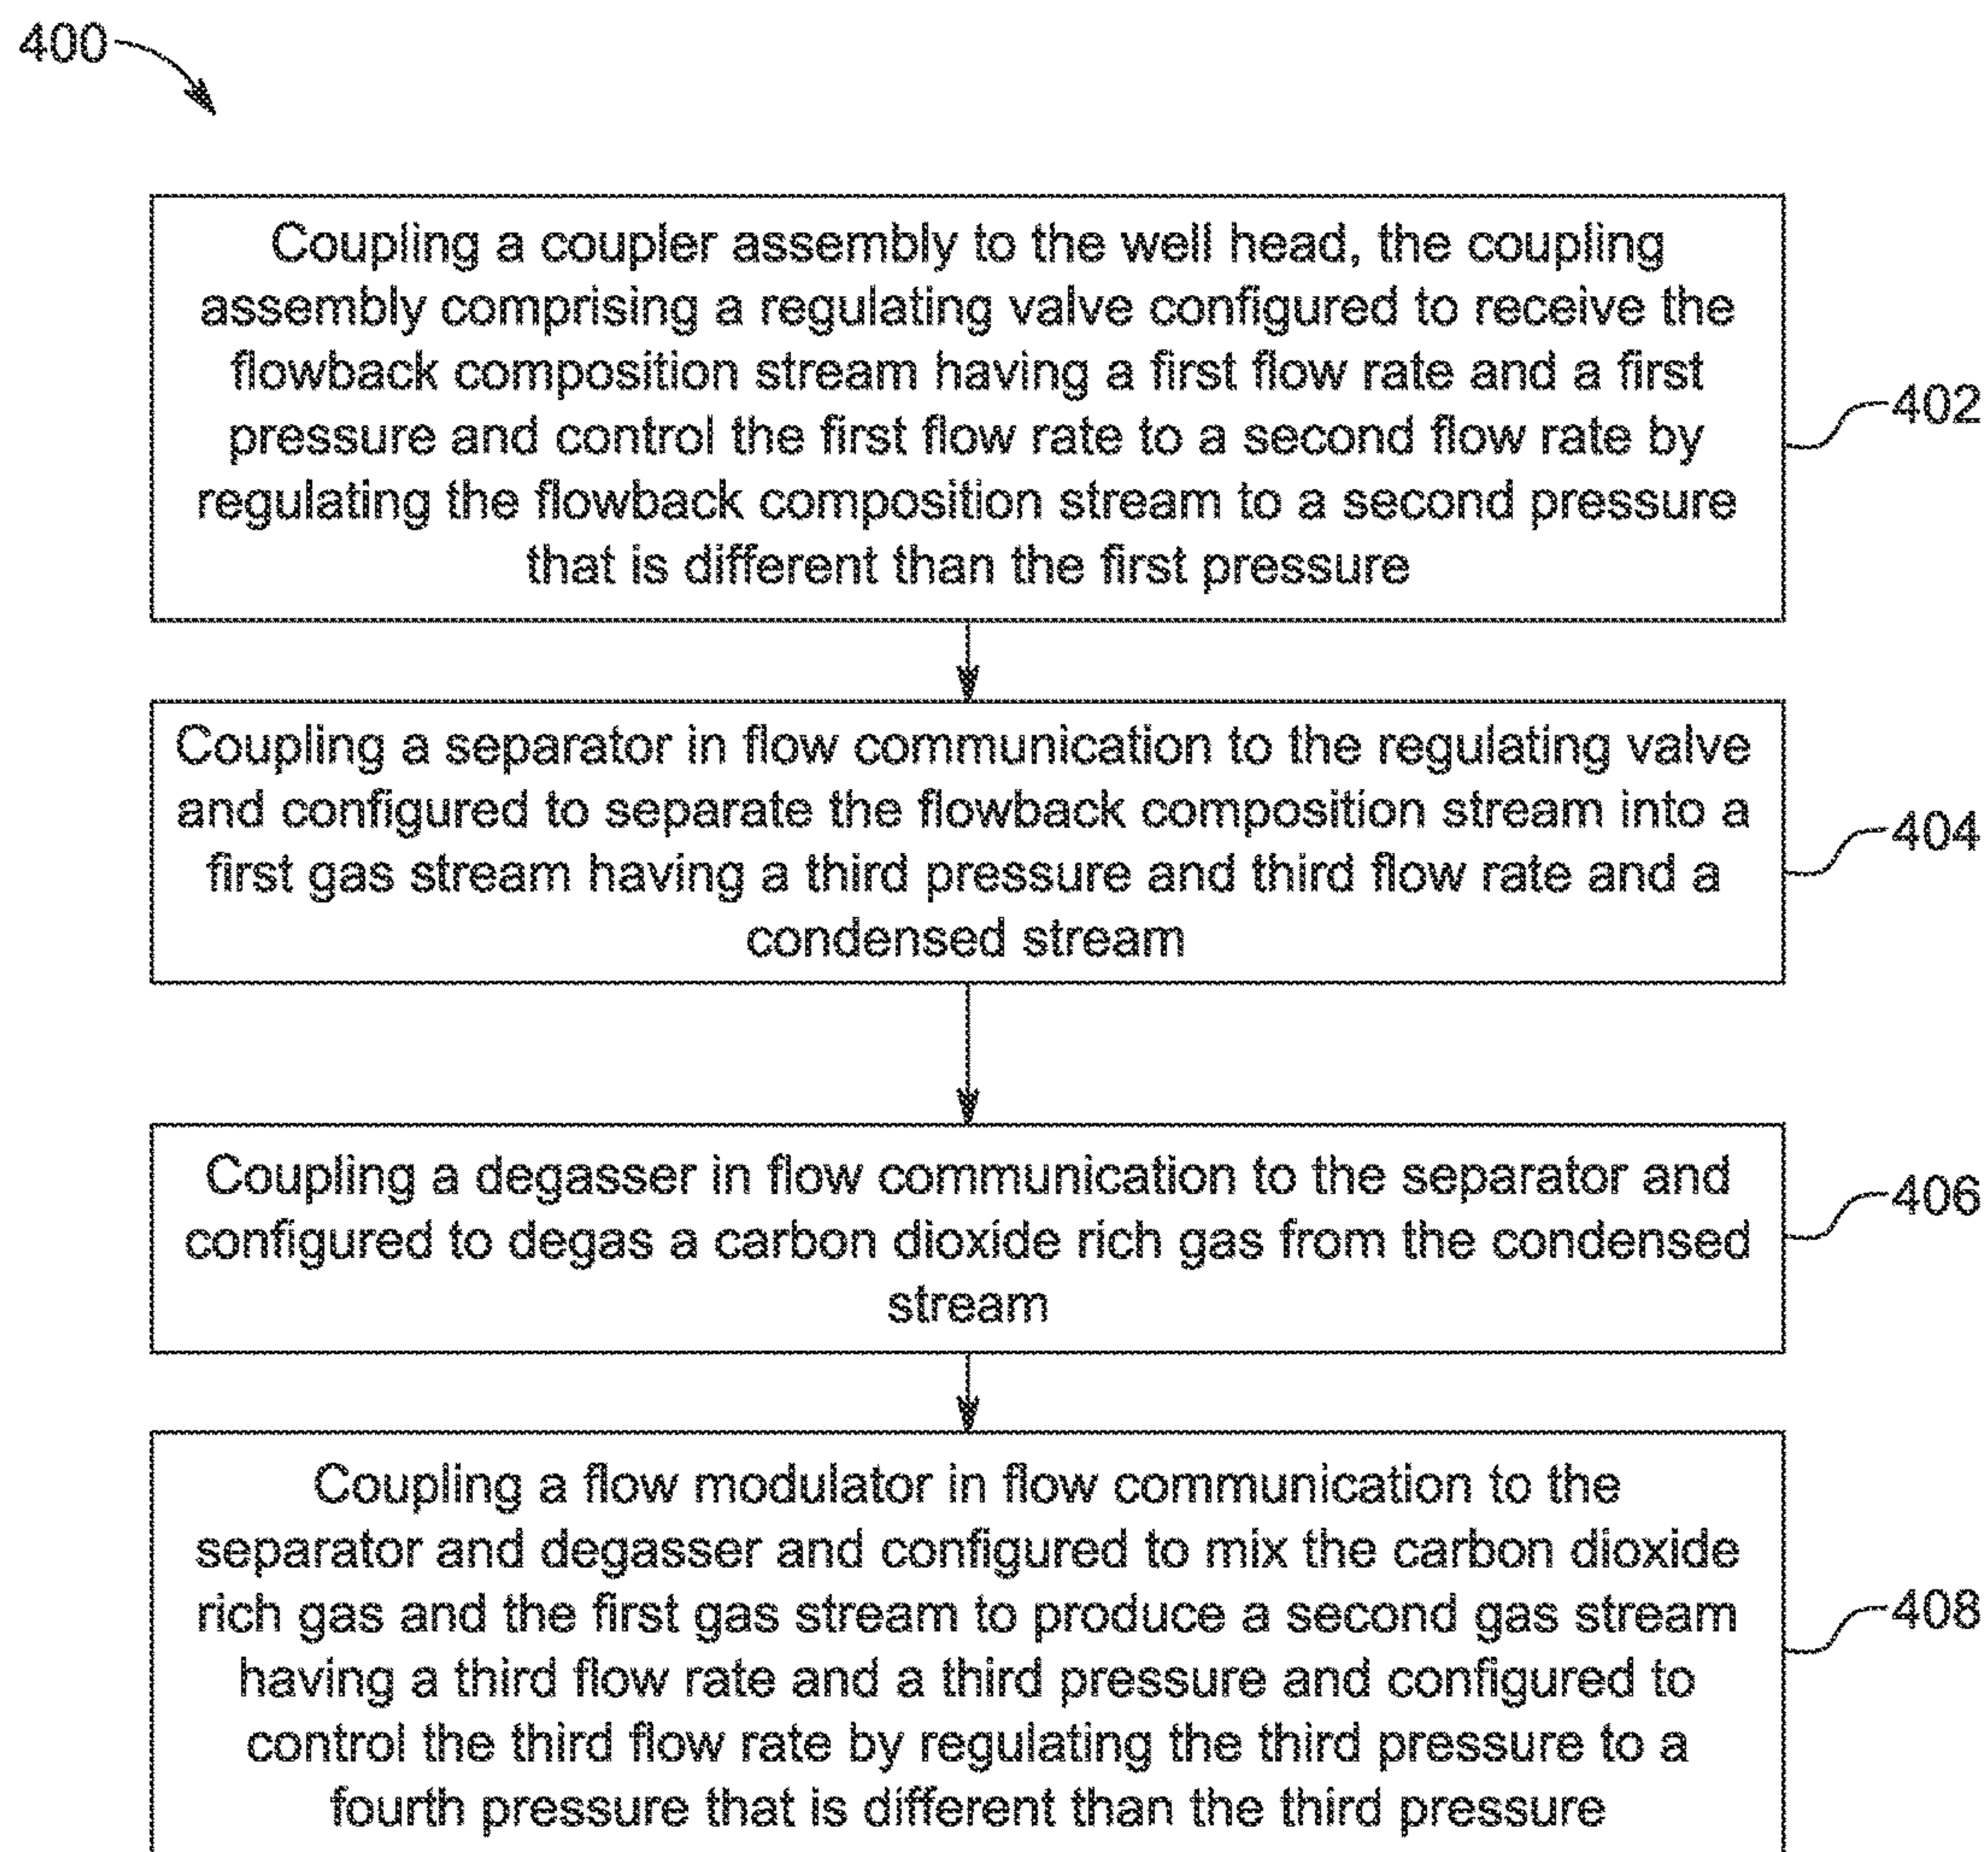 400
Coupling a coupler assembly to the well head, the coupling
assembly comprising a regulating valve configured to receive the
flowback composition stream having a first flow rate and a first
pressure and control the first flow rate to a second flow rate by
regulating the flowback composition stream to a second pressure
that is different than the first pressure
402
Coupling a separator in flow communication to the regulating valve
and configured to separate the flowback composition stream into a
first gas stream having a third pressure and third flow rate and a
condensed stream
404
Coupling a degasser in flow communication to the separator and
configured to degas a carbon dioxide rich gas from the condensed
stream
406
Coupling a flow modulator in flow communication to the
separator and degasser and configured to mix the carbon dioxide
rich gas and the first gas stream to produce a second gas stream
having a third flow rate and a third pressure and configured to
control the third flow rate by regulating the third pressure to a
fourth pressure that is different than the third pressure
408